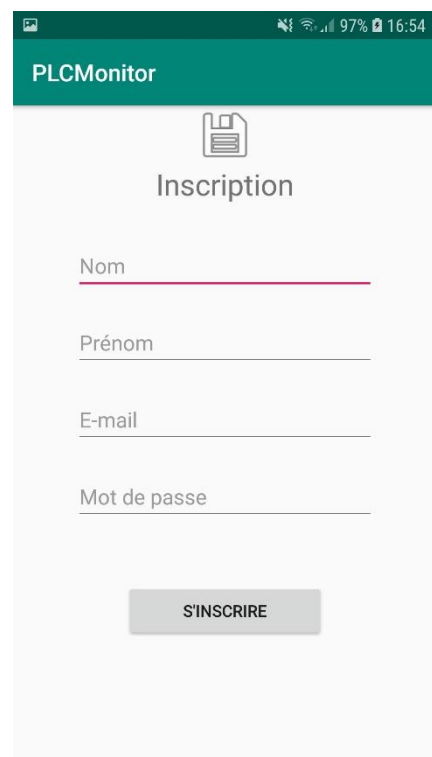 97% 16:54
PLCMonitor
Inscription
Nom
Prénom
E-mail
Mot de passe
S'INSCRIRE